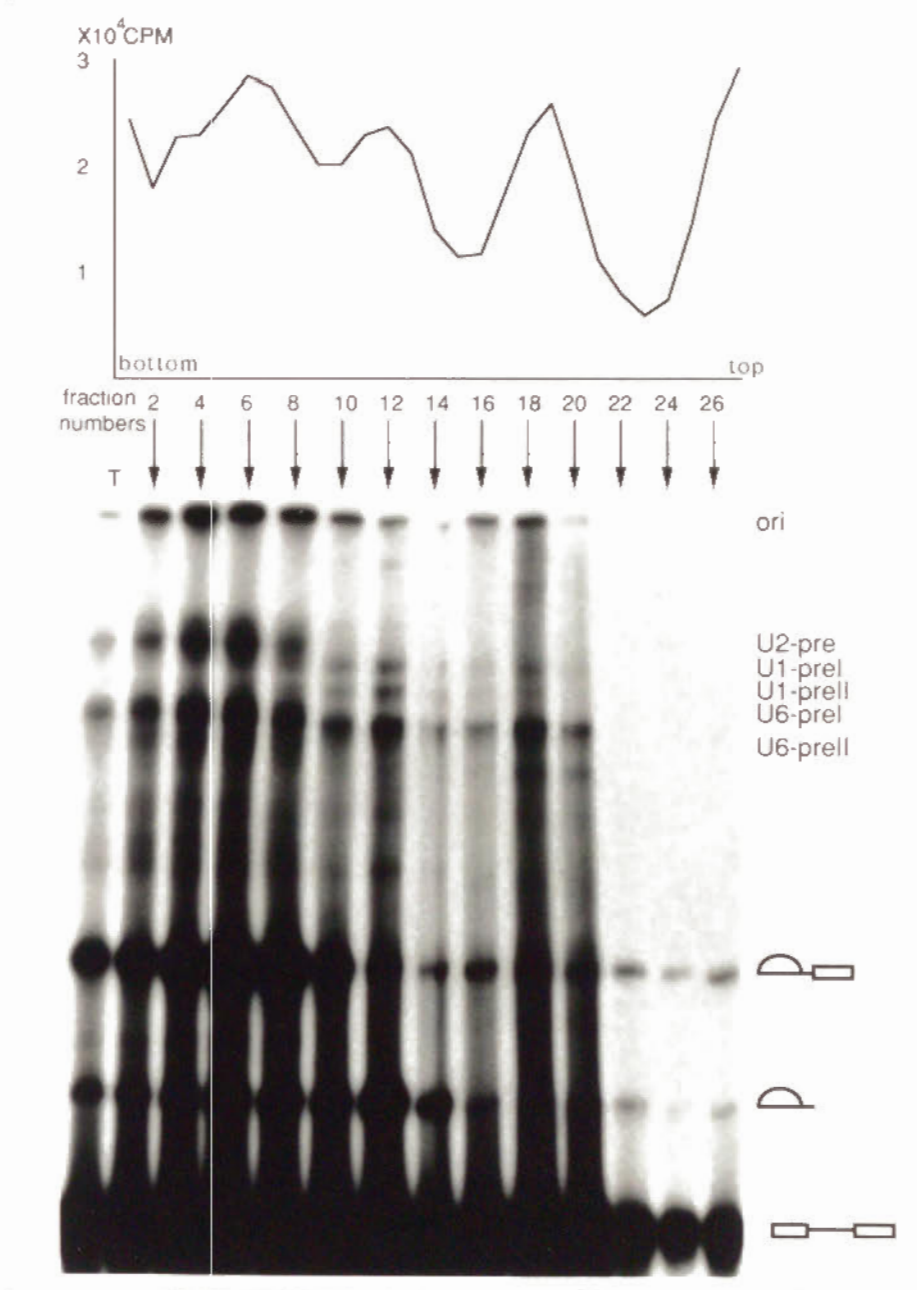 X10⁴CPM
3
2
1
bottom
top
fraction numbers 2 4 6 8 10 12 14 16 18 20 22 24 26
T
ori
U2-pre
U1-preI
U1-preII
U6-preI
U6-preII